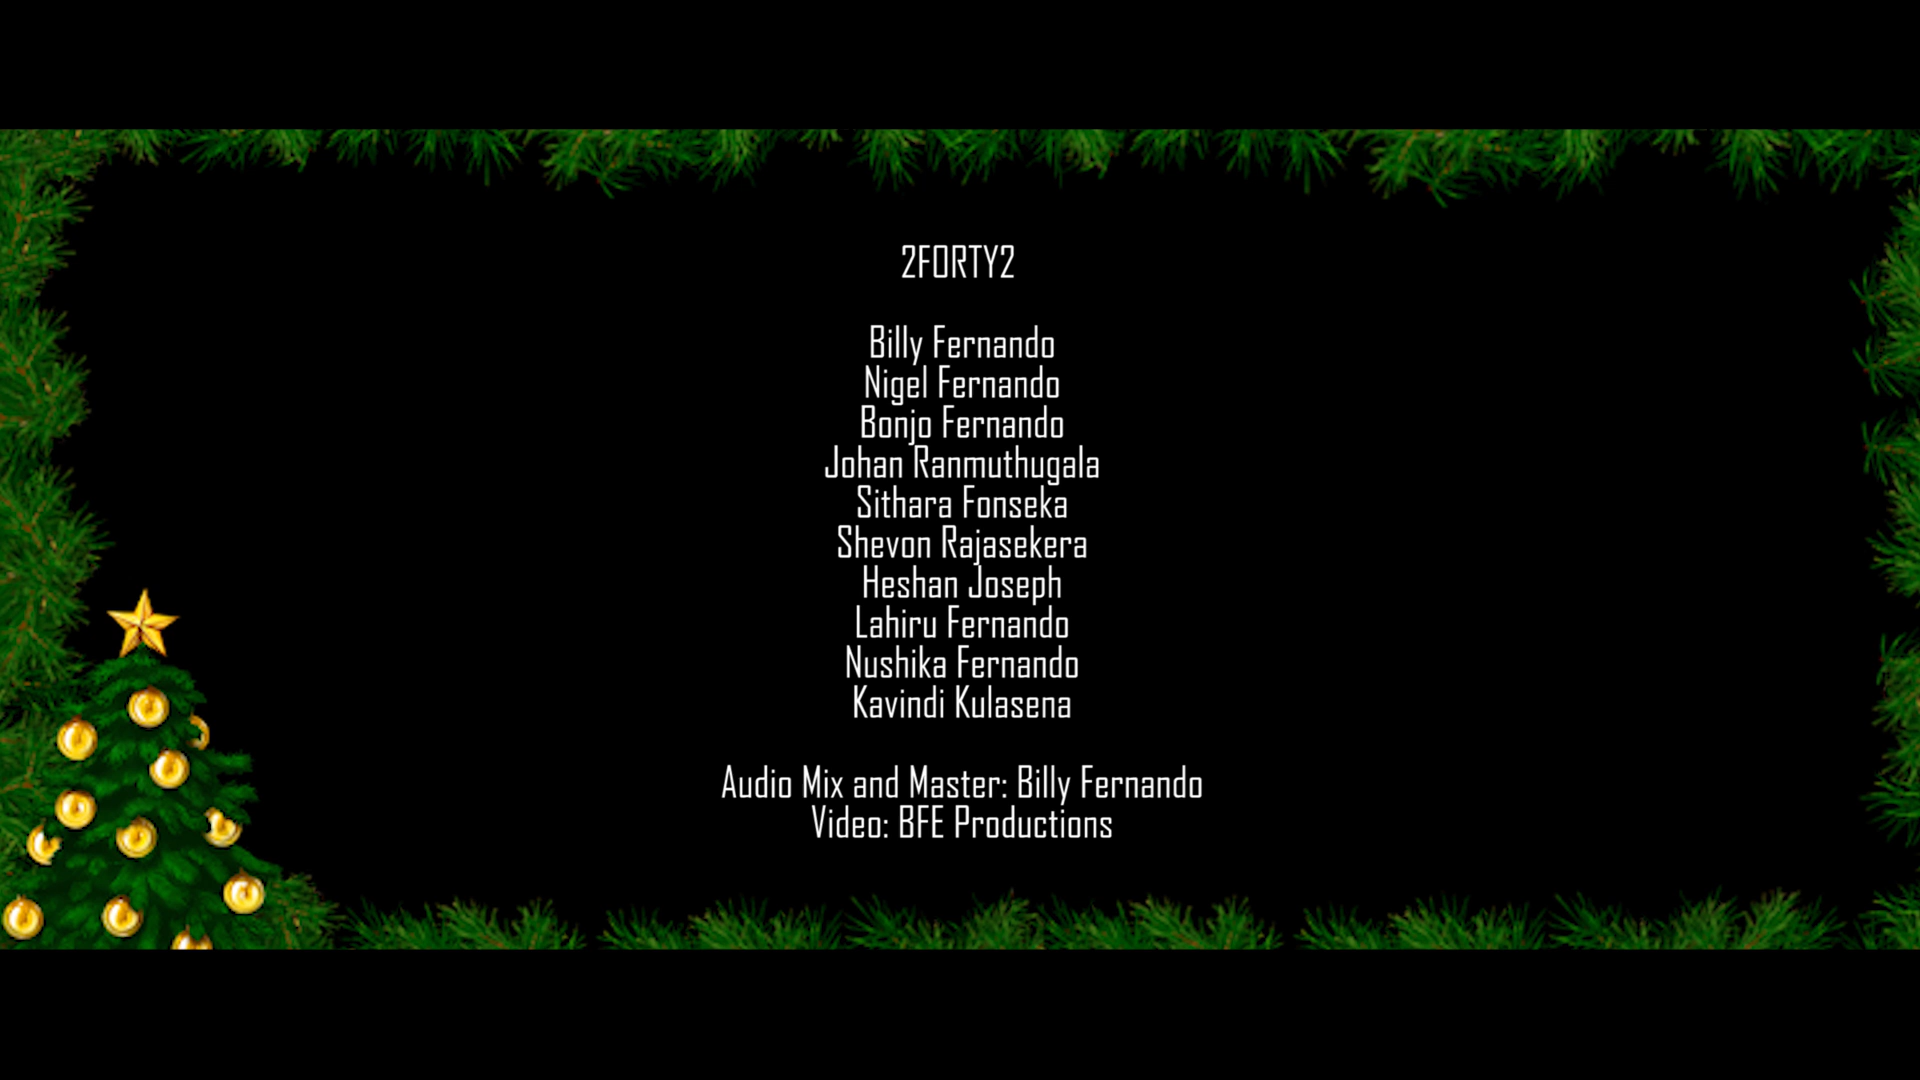 2FORTY2
Billy Fernando
Nigel Fernando
Bonjo Fernando
Johan Ranmuthugala
Sithara Fonseka
Shevon Rajasekera
Heshan Joseph
Lahiru Fernando
Nushika Fernando
Kavindi Kulasena
Audio Mix and Master: Billy Fernando
Video: BFE Productions